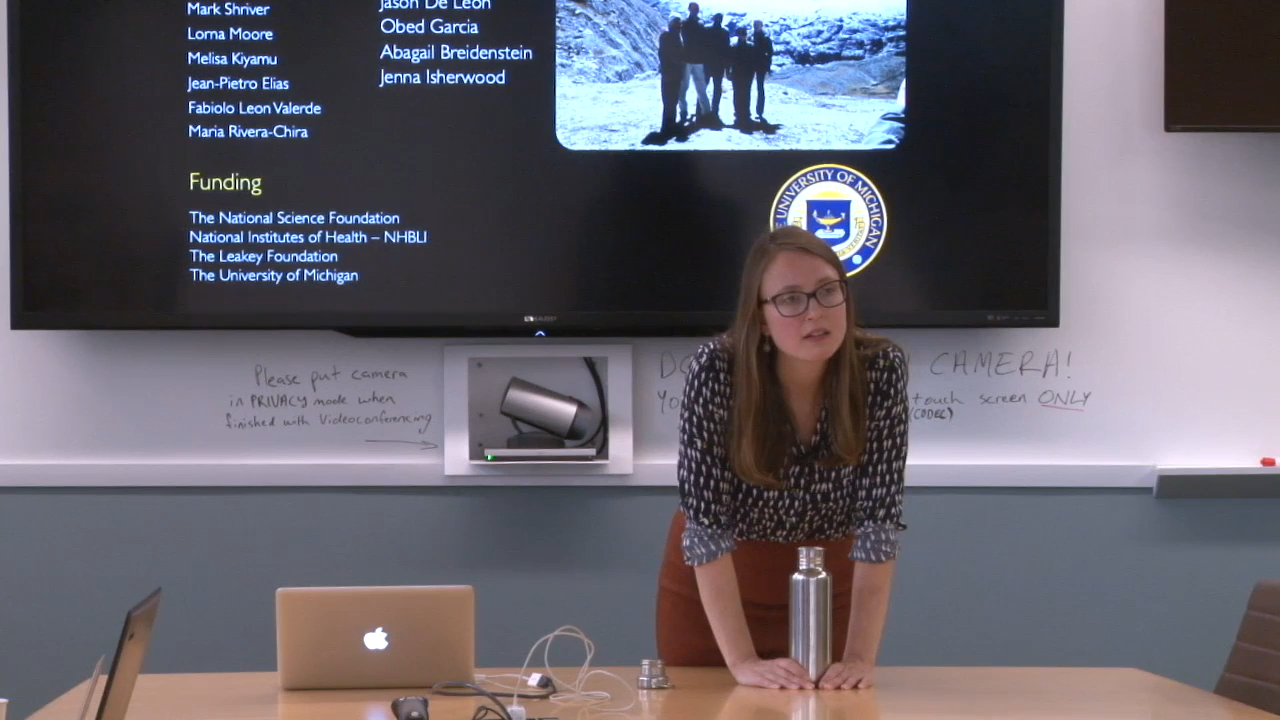 Mark Shriver
Lorna Moore
Melisa Kiyamu
Jean-Pietro Elias
Fabiolo Leon Valerde
Maria Rivera-Chira
Jason De Leon
Obed Garcia
Abagail Breidenstein
Jenna Isherwood
Funding
The National Science Foundation
National Institutes of Health – NHBLI
The Leakey Foundation
The University of Michigan
UNIVERSITY OF MICHIGAN
Please put camera
in PRIVACY mode when
finished with Videoconferencing
CAMERA!
touch screen ONLY
(CODEC)